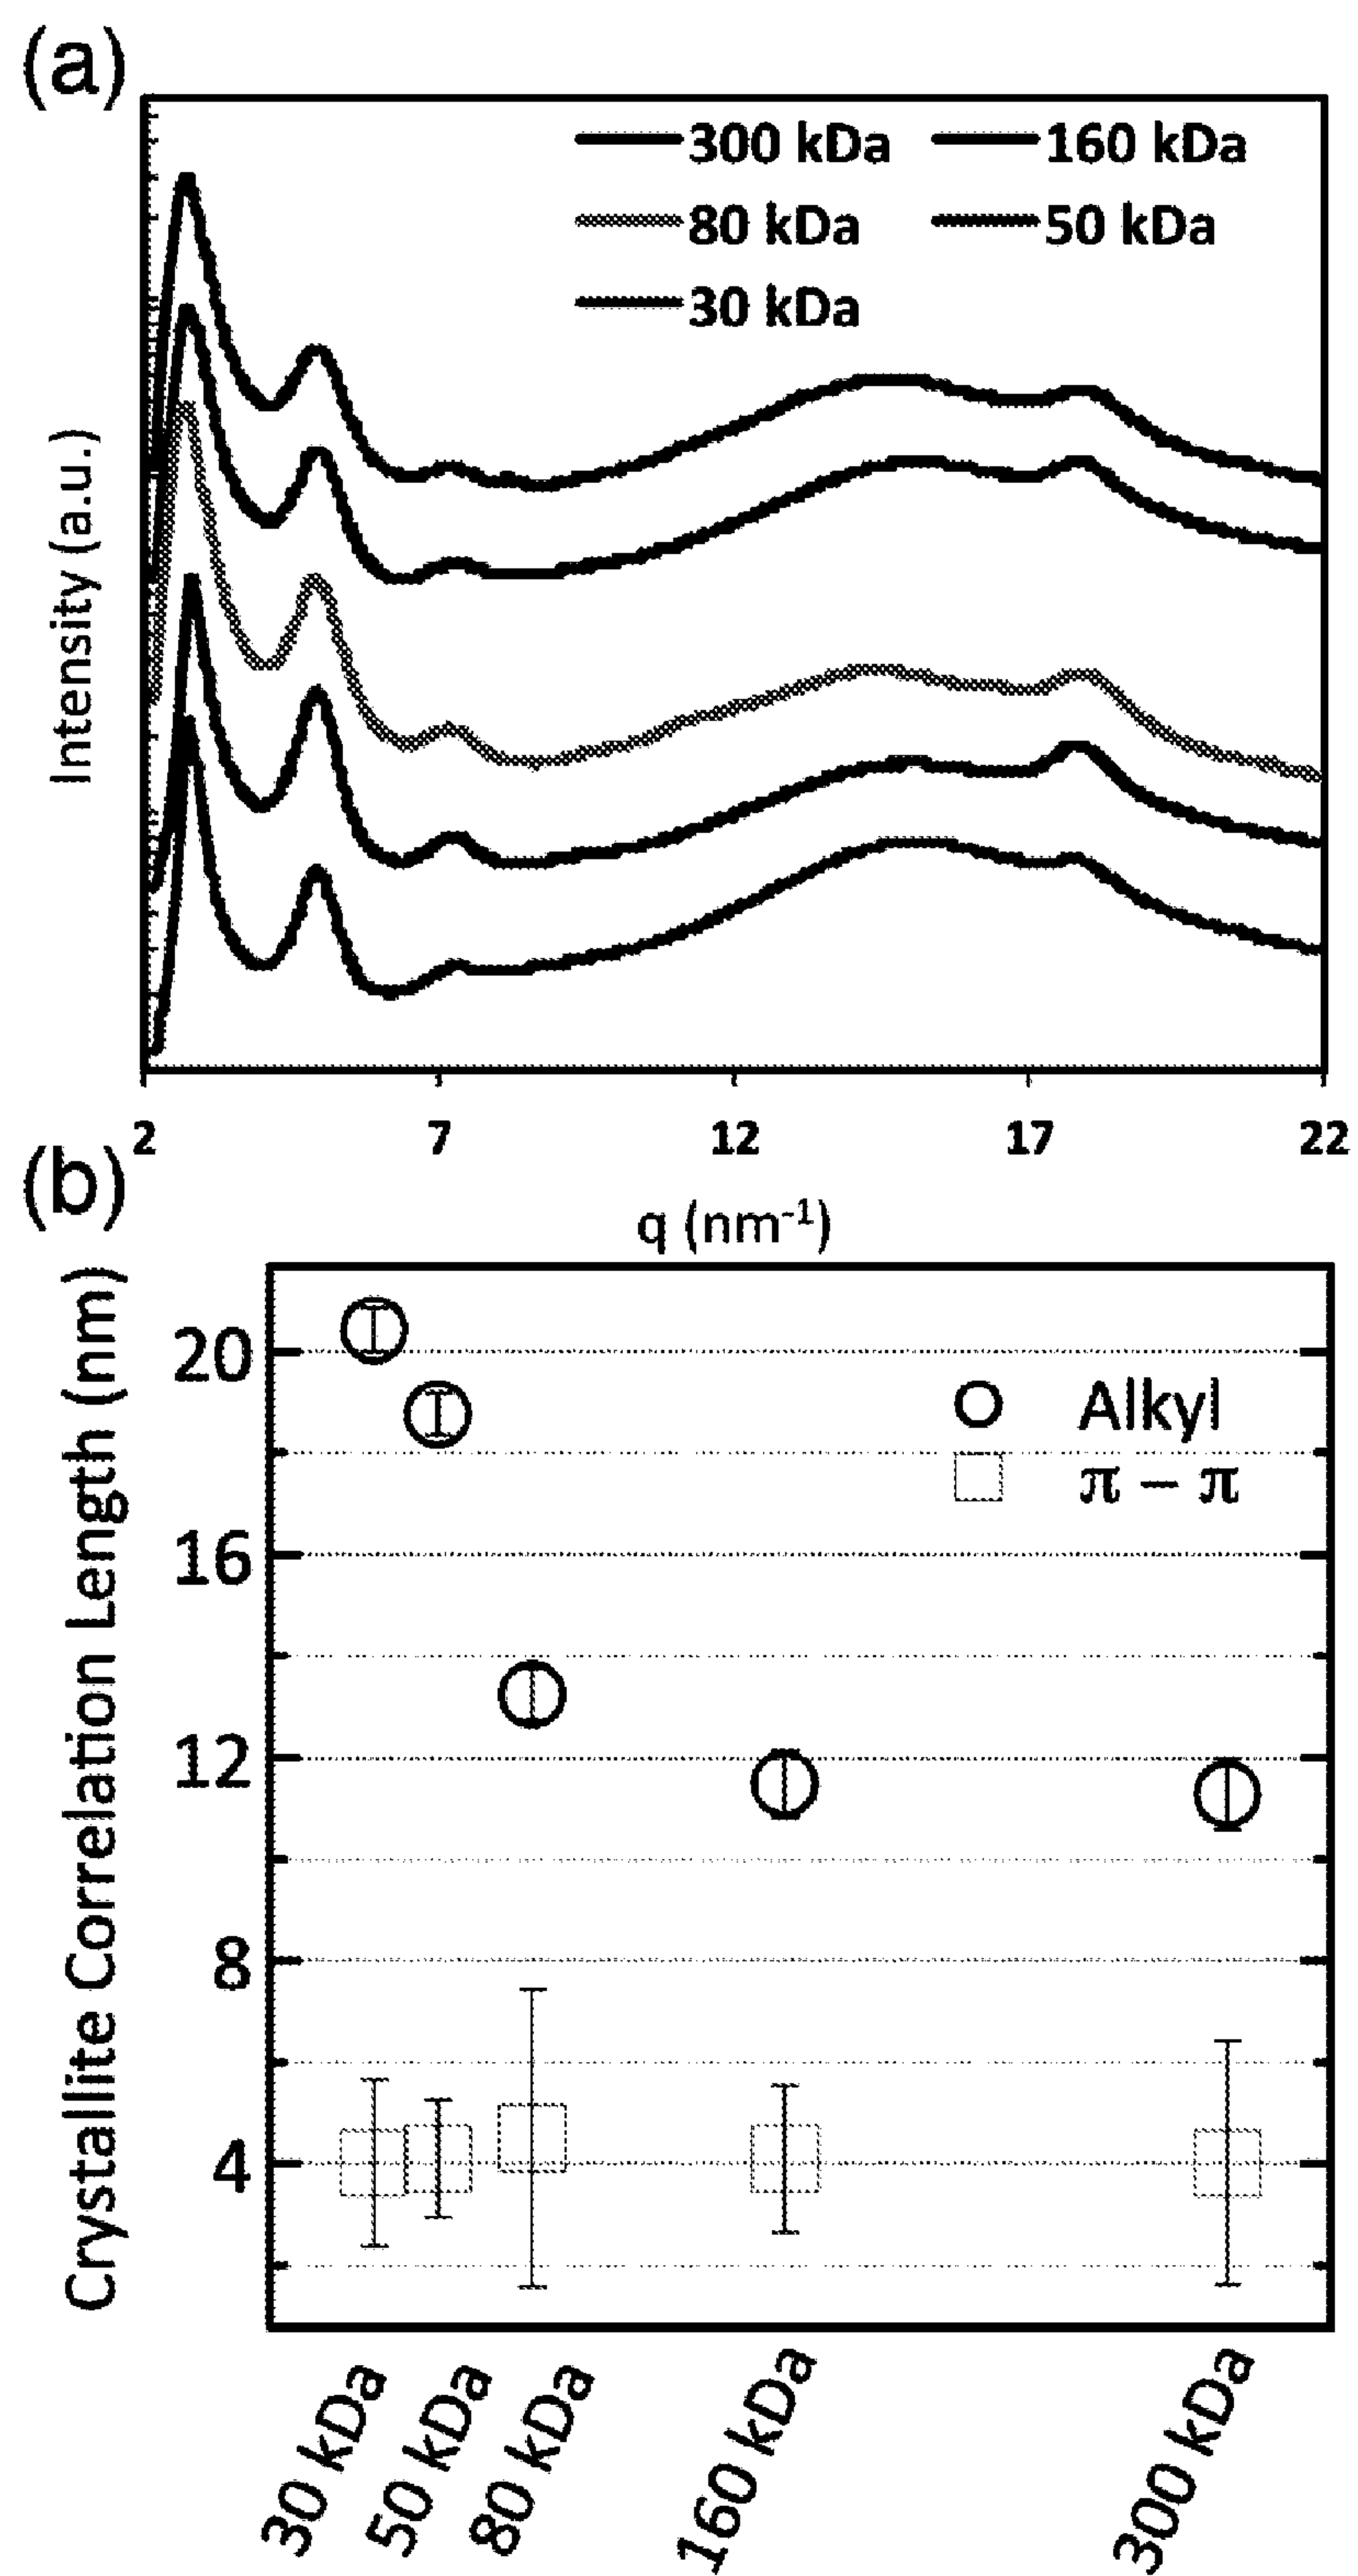 (a)
300 kDa 160 kDa
80 kDa 50 kDa
30 kDa
Intensity (a.u.)
2 7 12 17 22
q (nm⁻¹)
(b)
Crystallite Correlation Length (nm)
20
16
12
8
4
Alkyl
π – π
30 kDa
50 kDa
80 kDa
160 kDa
300 kDa